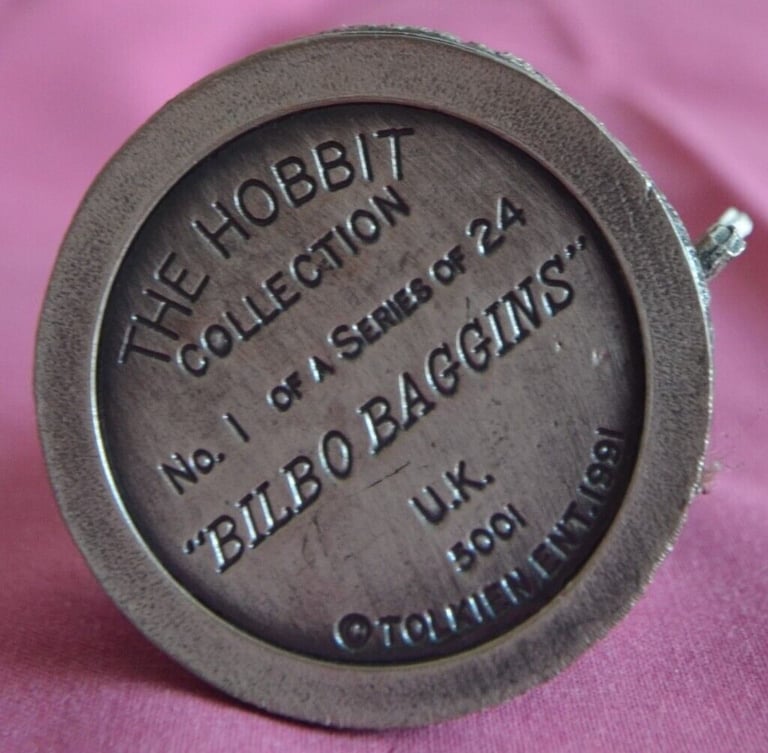 THE HOBBIT
COLLECTION
No. 1 OF A SERIES OF 24
"BILBO BAGGINS"
U.K.
5001
© TOLKIEN ENT. 1991